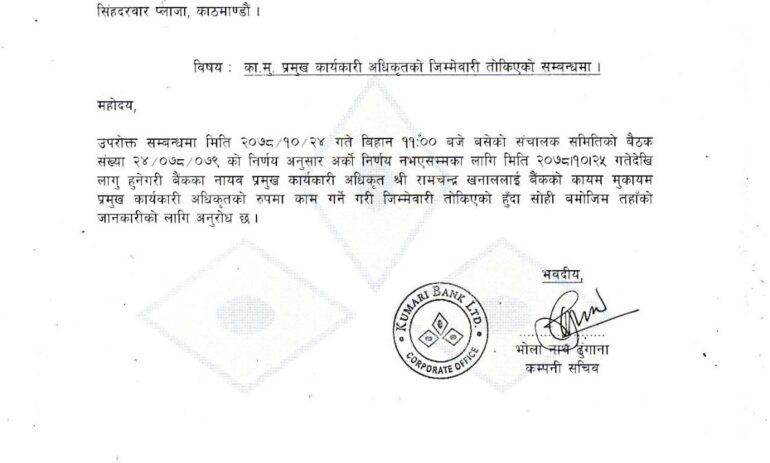 सिंहदरवार प्लाजा, काठमाण्डौं ।
विषय : का.मु. प्रमुख कार्यकारी अधिकृतको जिम्मेवारी तोकिएको सम्बन्धमा ।
महोदय,
उपरोक्त सम्बन्धमा मिति २०७८/१०/२४ गते बिहान ११:०० बजे बसेको संचालक समितिको बैठक
संख्या २४/०७८/०७९ को निर्णय अनुसार अर्को निर्णय नभएसम्मका लागि मिति २०७८।१०।२५ गतेदेखि
लागु हुनेगरी बैंकका नायव प्रमुख कार्यकारी अधिकृत श्री रामचन्द्र खनाललाई बैंकको कायम मुकायम
प्रमुख कार्यकारी अधिकृतको रुपमा काम गर्ने गरी जिम्मेवारी तोकिएको हुँदा सोही बमोजिम तहाँको
जानकारीको लागि अनुरोध छ ।
भवदीय,
KUMARI BANK LTD.
CORPORATE OFFICE
भोला नाथ ढुंगाना
कम्पनी सचिव